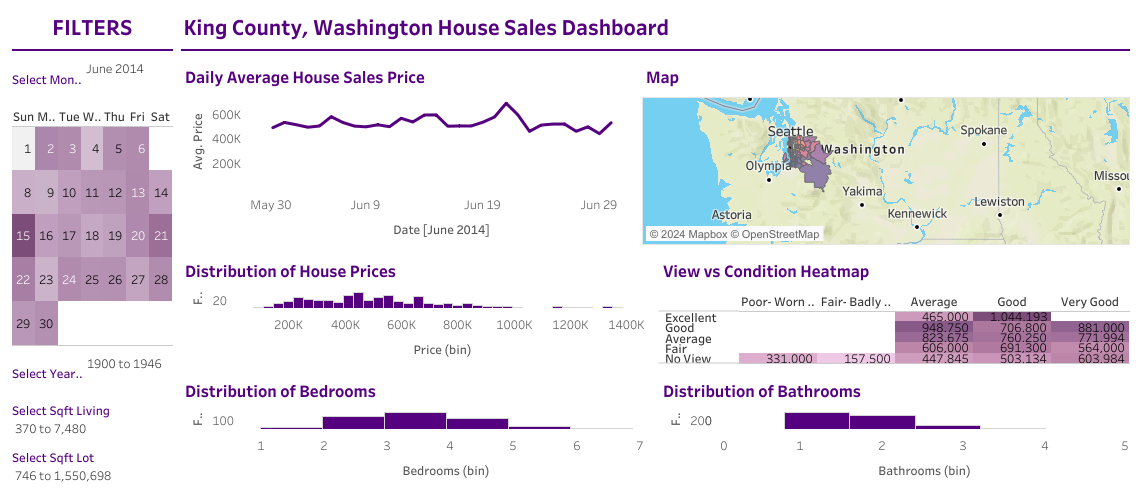 FILTERS
King County, Washington House Sales Dashboard
Select Mon..
June 2014
Sun M.. Tue W.. Thu Fri Sat
1 2 3 4 5 6
8 9 10 11 12 13 14
15 16 17 18 19 20 21
22 23 24 25 26 27 28
29 30
Select Year..
1900 to 1946
Select Sqft Living
370 to 7,480
Select Sqft Lot
746 to 1,550,698
Daily Average House Sales Price
Avg. Price
600K
400K
200K
May 30 Jun 9 Jun 19 Jun 29
Date [June 2014]
Map
Seattle
Spokane
Washington
Olympia
Missou
Yakima
Lewiston
Astoria
Kennewick
© 2024 Mapbox © OpenStreetMap
Distribution of House Prices
F..
20
200K 400K 600K 800K 1000K 1200K 1400K
Price (bin)
View vs Condition Heatmap
Poor- Worn .. Fair- Badly .. Average Good Very Good
Excellent 465.000 1.044.193
Good 948.750 706.800 881.000
Average 823.675 760.250 771.994
Fair 606.000 691.300 564.000
No View 331.000 157.500 447.845 503.134 603.984
Distribution of Bedrooms
F..
100
1 2 3 4 5 6 7
Bedrooms (bin)
Distribution of Bathrooms
F..
200
0 1 2 3 4 5
Bathrooms (bin)